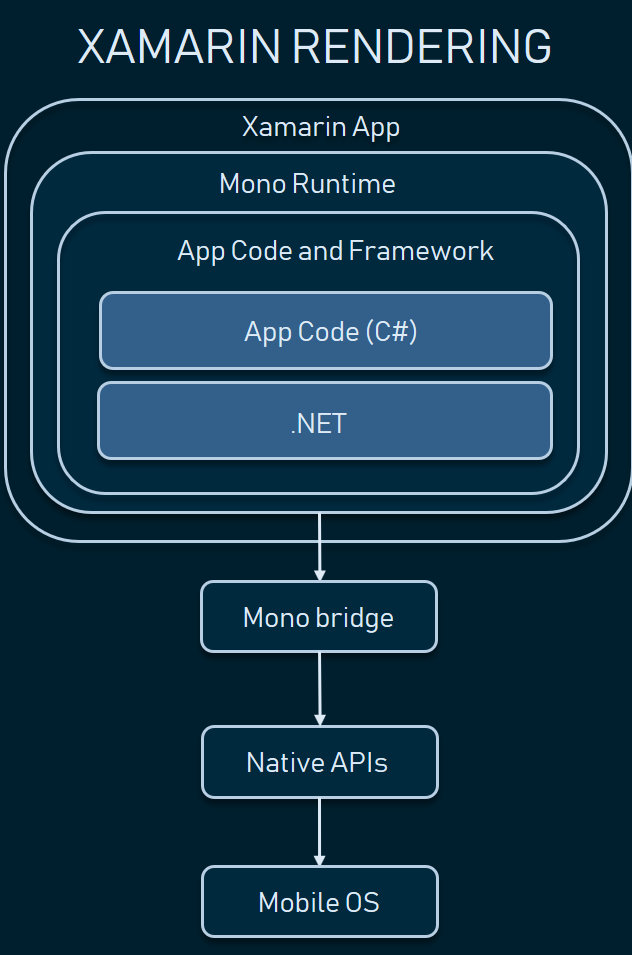 XAMARIN RENDERING
Xamarin App
Mono Runtime
App Code and Framework
App Code (C#)
.NET
Mono bridge
Native APIs
Mobile OS